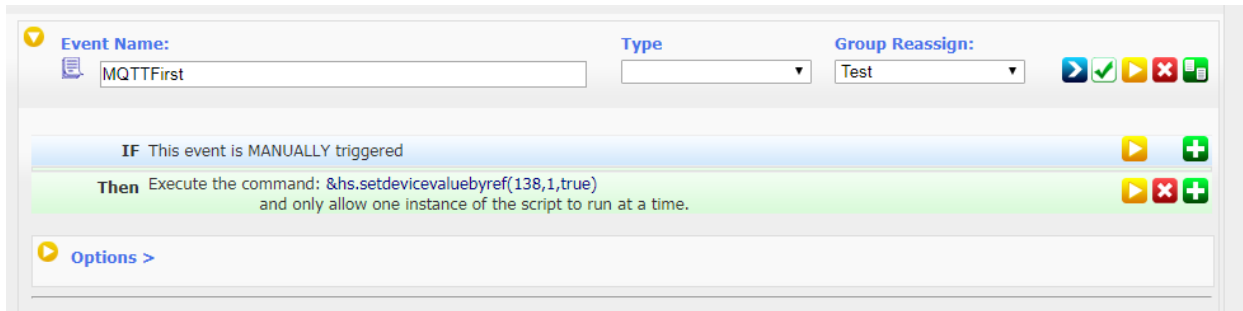 Event Name: Type Group Reassign:
MQTTFirst Test
IF This event is MANUALLY triggered
Then Execute the command: &hs.setdevicevaluebyref(138,1,true)
and only allow one instance of the script to run at a time.
Options >